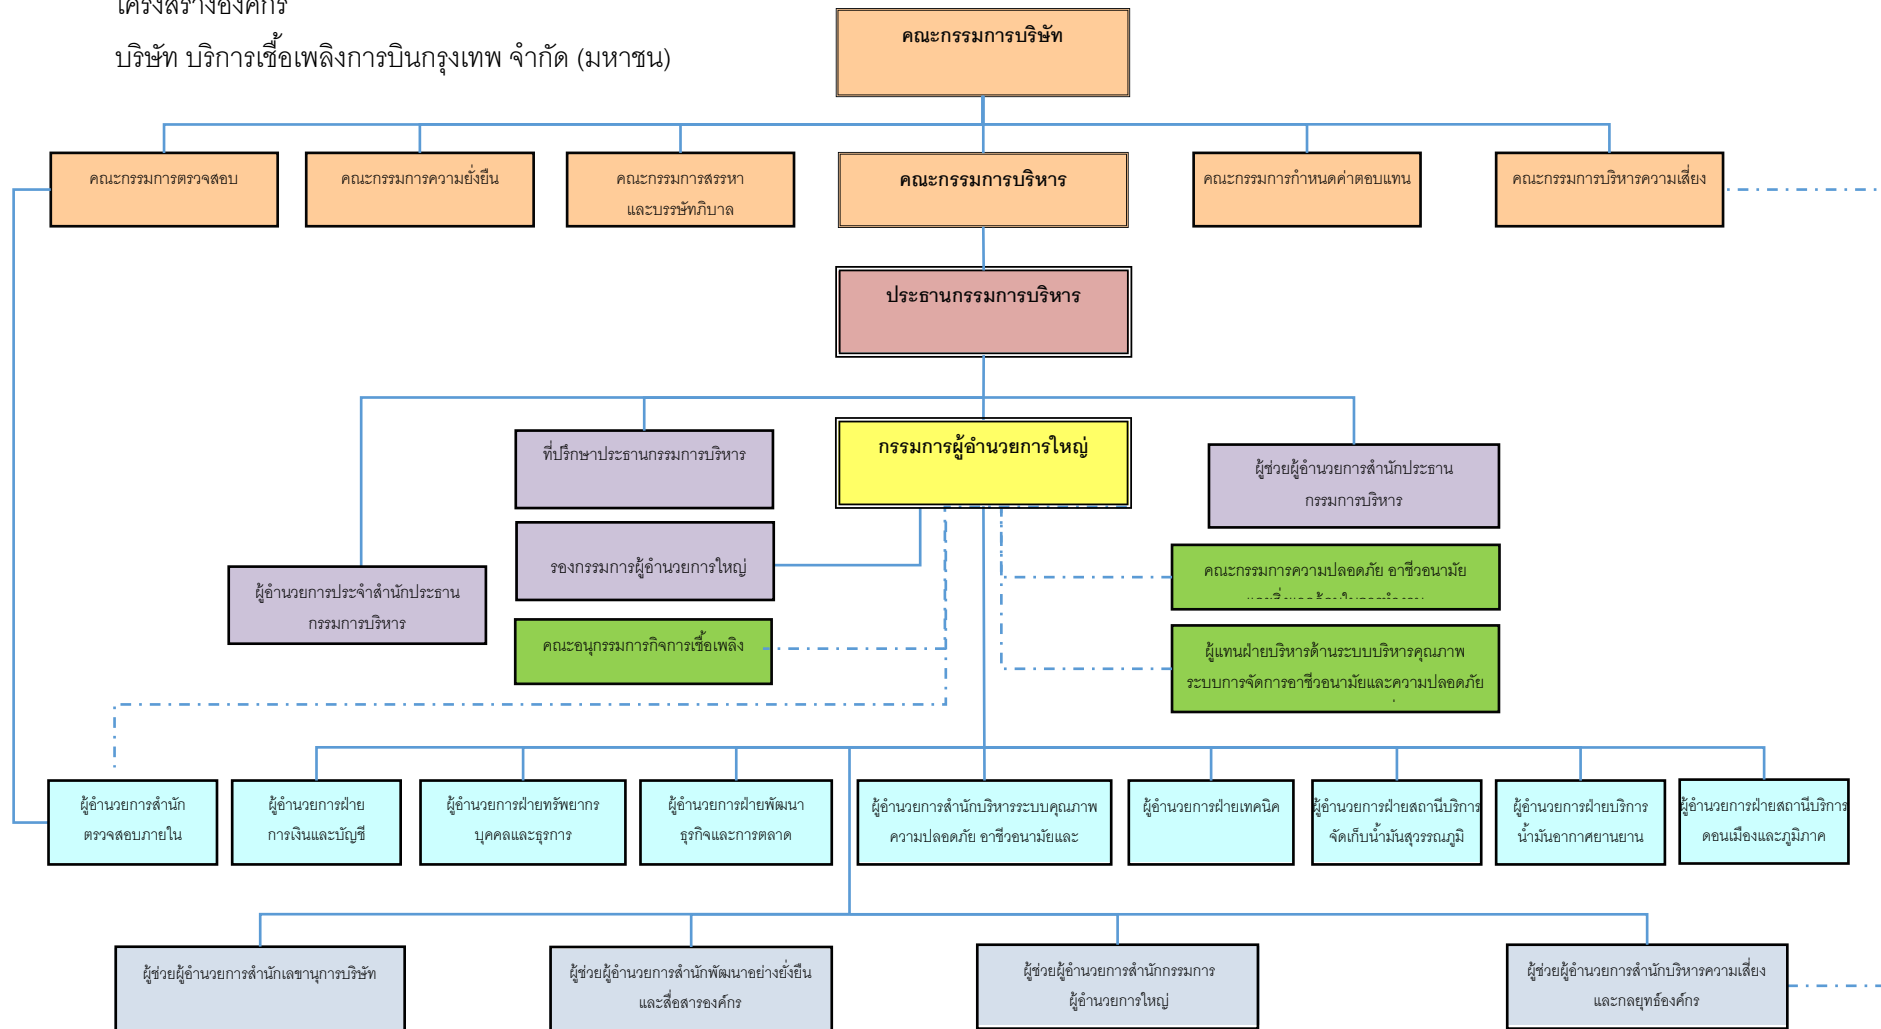 โครงสร้างองค์กร
บริษัท บริการเชื้อเพลิงการบินกรุงเทพ จำกัด (มหาชน)
คณะกรรมการบริษัท
คณะกรรมการตรวจสอบ
คณะกรรมการความยั่งยืน
คณะกรรมการสรรหา
และบรรษัทภิบาล
คณะกรรมการบริหาร
คณะกรรมการกำหนดค่าตอบแทน
คณะกรรมการบริหารความเสี่ยง
ประธานกรรมการบริหาร
ที่ปรึกษาประธานกรรมการบริหาร
กรรมการผู้อำนวยการใหญ่
ผู้ช่วยผู้อำนวยการสำนักประธาน
กรรมการบริหาร
รองกรรมการผู้อำนวยการใหญ่
ผู้อำนวยการประจำสำนักประธาน
กรรมการบริหาร
คณะกรรมการความปลอดภัย อาชีวอนามัย
คณะอนุกรรมการกิจการเชื้อเพลิง
ผู้แทนฝ่ายบริหารด้านระบบบริหารคุณภาพ
ระบบการจัดการอาชีวอนามัยและความปลอดภัย
ผู้อำนวยการสำนัก
ตรวจสอบภายใน
ผู้อำนวยการฝ่าย
การเงินและบัญชี
ผู้อำนวยการฝ่ายทรัพยากร
บุคคลและธุรการ
ผู้อำนวยการฝ่ายพัฒนา
ธุรกิจและการตลาด
ผู้อำนวยการสำนักบริหารระบบคุณภาพ
ความปลอดภัย อาชีวอนามัยและ
ผู้อำนวยการฝ่ายเทคนิค
ผู้อำนวยการฝ่ายสถานีบริการ
จัดเก็บน้ำมันสุวรรณภูมิ
ผู้อำนวยการฝ่ายบริการ
น้ำมันอากาศยานยาน
ผู้อำนวยการฝ่ายสถานีบริการ
ดอนเมืองและภูมิภาค
ผู้ช่วยผู้อำนวยการสำนักเลขานุการบริษัท
ผู้ช่วยผู้อำนวยการสำนักพัฒนาอย่างยั่งยืน
และสื่อสารองค์กร
ผู้ช่วยผู้อำนวยการสำนักกรรมการ
ผู้อำนวยการใหญ่
ผู้ช่วยผู้อำนวยการสำนักบริหารความเสี่ยง
และกลยุทธ์องค์กร